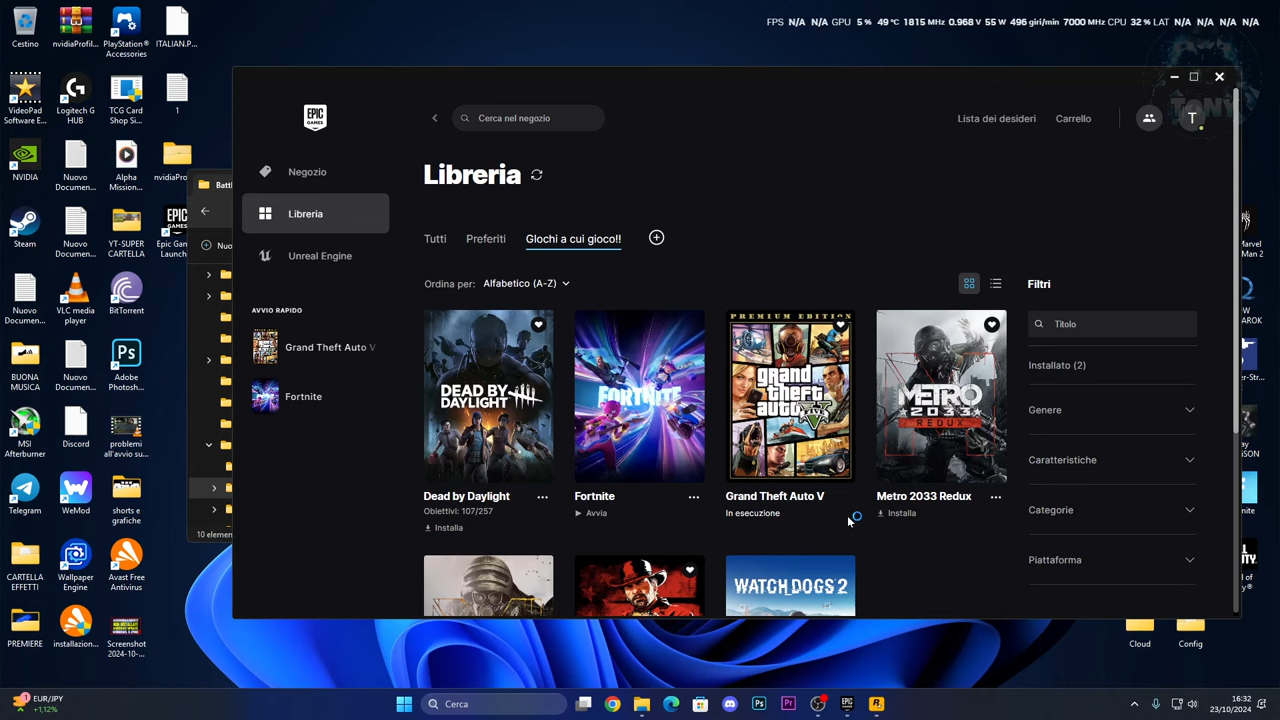 FPS N/A N/A GPU 5 % 49 °C 1815 MHz 0.968 V 55 W 496 giri/min 7000 MHz CPU 32 % LAT N/A N/A N/A N/A
Cestino
nvidiaProfil...
PlayStation®
Accessories
ITALIAN.P...
VideoPad
Software E...
Logitech G
HUB
TCG Card
Shop Si...
1
NVIDIA
Nuovo
Documen...
Alpha
Mission...
nvidiaPro
Steam
Nuovo
Documen...
YT-SUPER
CARTELLA
Epic Gam
Launch
Nuovo
Documen...
VLC media
player
BitTorrent
BUONA
MUSICA
Nuovo
Documen...
Adobe
Photosh...
MSI
Afterburner
Discord
problemi
all'avvio su...
Telegram
WeMod
shorts e
grafiche
CARTELLA
EFFETTI
Wallpaper
Engine
Avast Free
Antivirus
PREMIERE
installazion...
Screenshot
2024-10-...
Battl
Nuo
10 elemen
EPIC
GAMES
Cerca nel negozio
Lista dei desideri
Carrello
T
Negozio
Libreria
Unreal Engine
AVVIO RAPIDO
Grand Theft Auto V
Fortnite
Libreria
Tutti
Preferiti
GIochi a cui gioco!!
Ordina per: Alfabetico (A-Z)
DEAD BY
DAYLIGHT
FORTNITE
PREMIUM EDITION
grand
theft
auto
FIVE
METRO
2033
REDUX
Dead by Daylight
Obiettivi: 107/257
Installa
Fortnite
Avvia
Grand Theft Auto V
In esecuzione
Metro 2033 Redux
Installa
WATCH_DOGS 2
Filtri
Titolo
Installato (2)
Genere
Caratteristiche
Categorie
Piattaforma
Cloud
Config
EUR/JPY
+1,12%
Cerca
16:32
23/10/2024